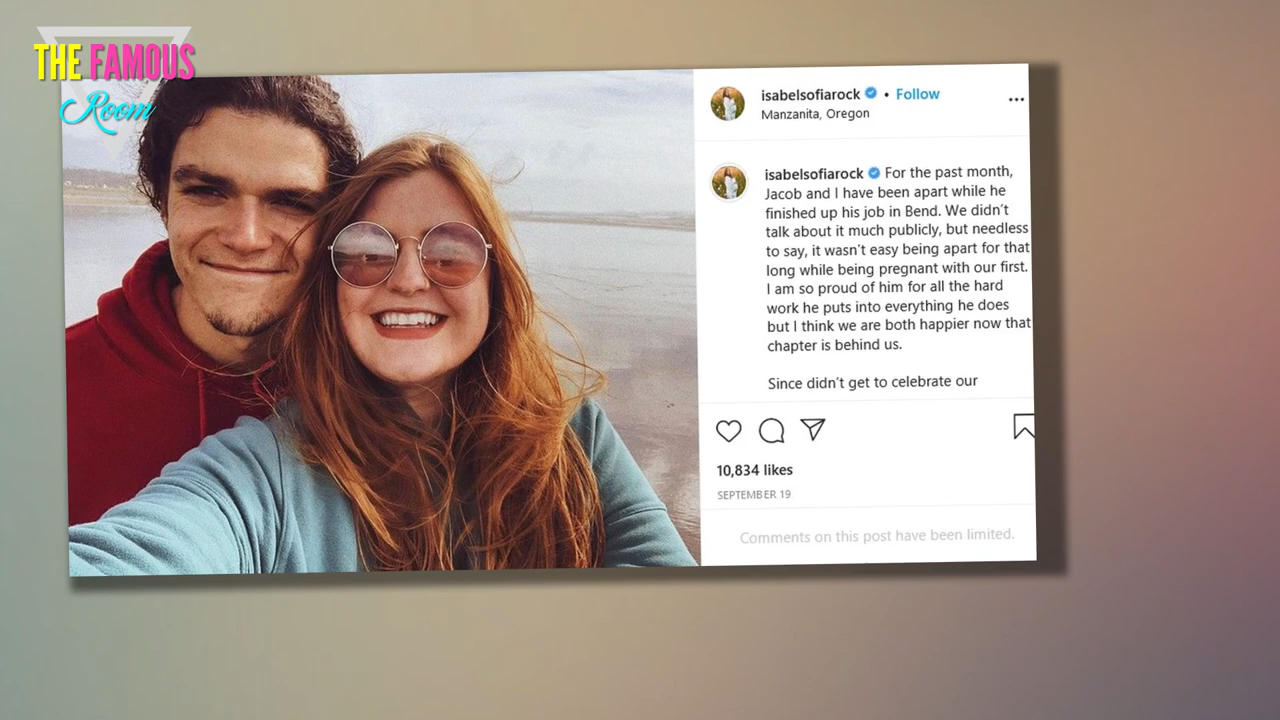 THE FAMOUS
Room
isabelsofiarock • Follow
Manzanita, Oregon
isabelsofiarock For the past month,
Jacob and I have been apart while he
finished up his job in Bend. We didn't
talk about it much publicly, but needless
to say, it wasn't easy being apart for that
long while being pregnant with our first.
I am so proud of him for all the hard
work he puts into everything he does
but I think we are both happier now that
chapter is behind us.
Since didn't get to celebrate our
10,834 likes
SEPTEMBER 19
Comments on this post have been limited.